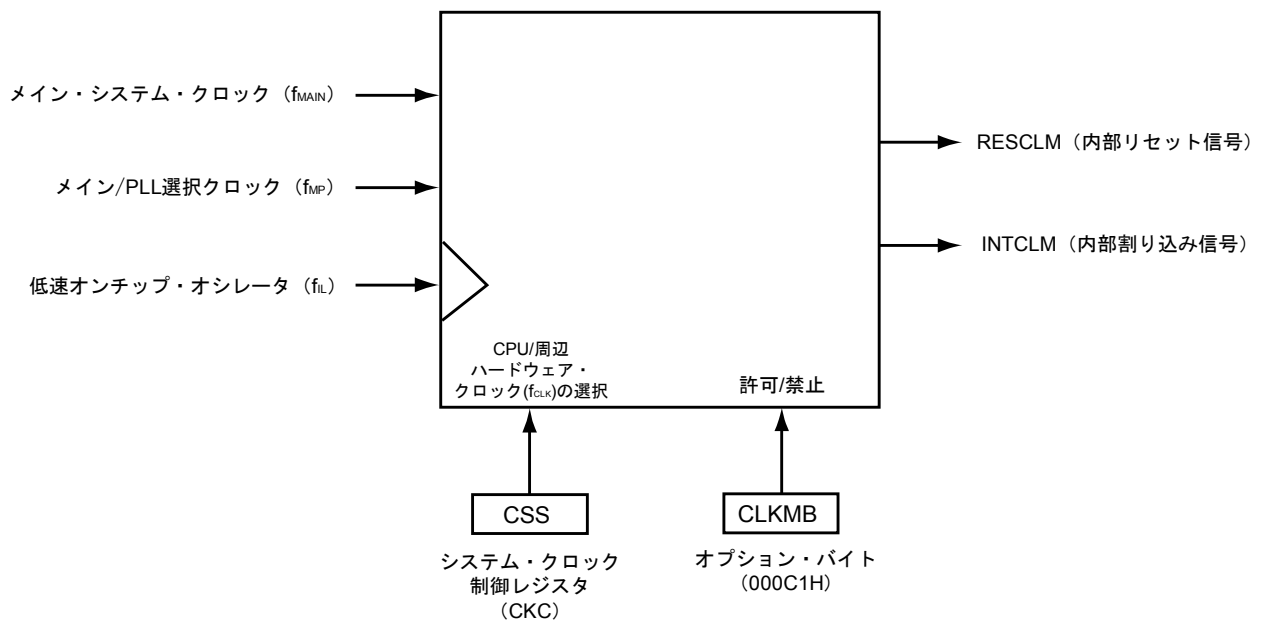 メイン・システム・クロック（fMAIN）
メイン/PLL選択クロック（fMP）
低速オンチップ・オシレータ（fIL）
RESCLM（内部リセット信号）
INTCLM（内部割り込み信号）
CPU/周辺
ハードウェア・
クロック(fCLK)の選択
許可/禁止
CSS
システム・クロック
制御レジスタ
（CKC）
CLKMB
オプション・バイト
（000C1H）